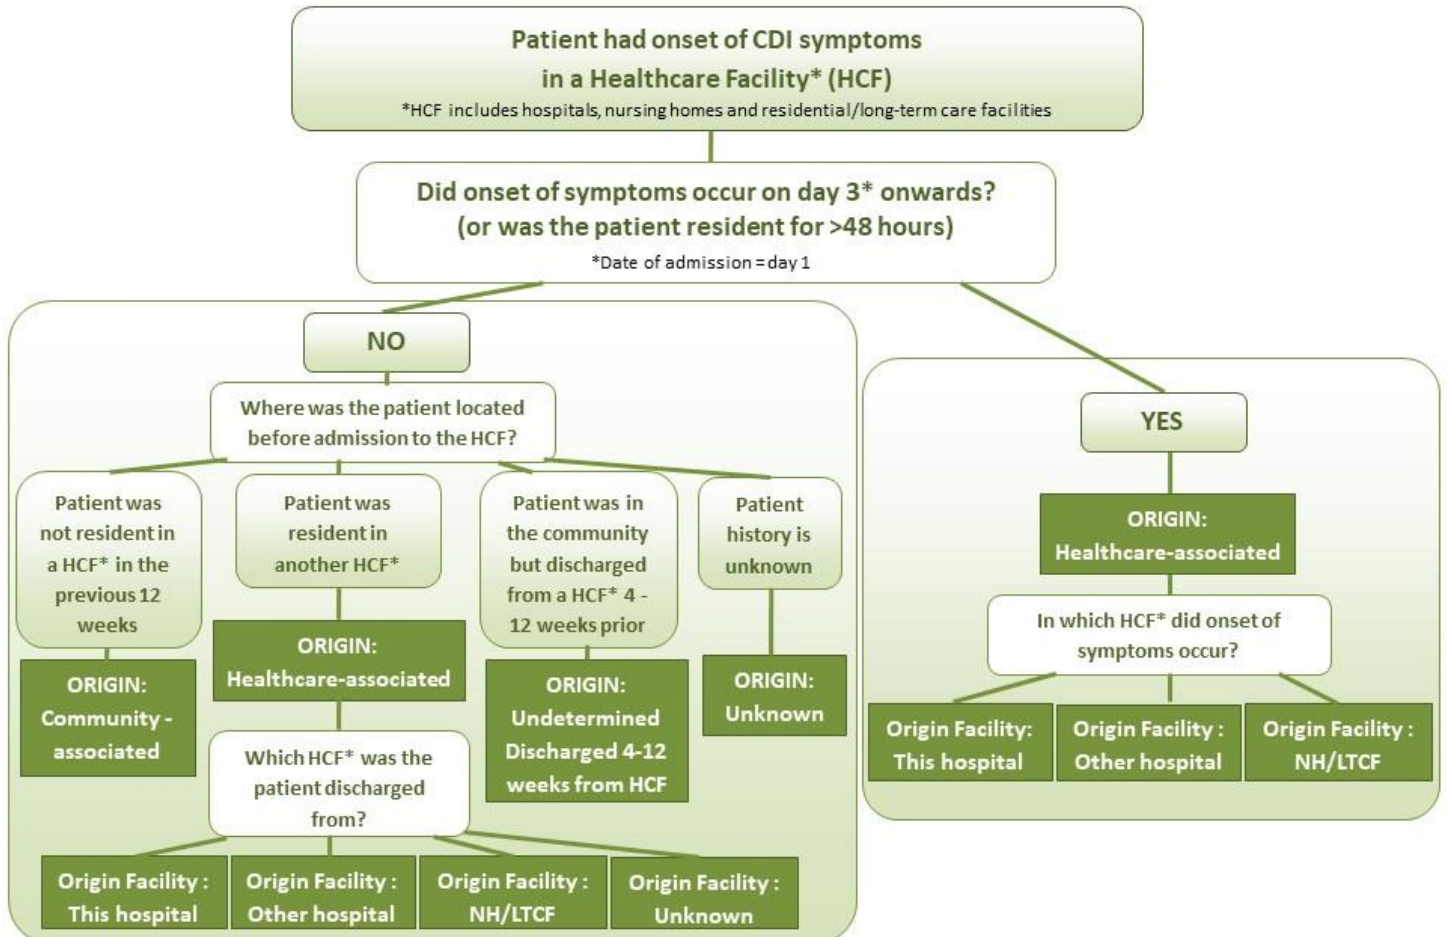 Patient had onset of CDI symptoms
in a Healthcare Facility* (HCF)
*HCF includes hospitals, nursing homes and residential/long-term care facilities
Did onset of symptoms occur on day 3* onwards?
(or was the patient resident for >48 hours)
*Date of admission = day 1
NO
Where was the patient located
before admission to the HCF?
Patient was
not resident in
a HCF* in the
previous 12
weeks
ORIGIN:
Community -
associated
Patient was
resident in
another HCF*
ORIGIN:
Healthcare-associated
Which HCF* was the
patient discharged
from?
Origin Facility :
This hospital
Origin Facility :
Other hospital
Origin Facility :
NH/LTCF
Origin Facility :
Unknown
Patient was in
the community
but discharged
from a HCF* 4 -
12 weeks prior
ORIGIN:
Undetermined
Discharged 4-12
weeks from HCF
Patient
history is
unknown
ORIGIN:
Unknown
YES
ORIGIN:
Healthcare-associated
In which HCF* did onset of
symptoms occur?
Origin Facility:
This hospital
Origin Facility :
Other hospital
Origin Facility :
NH/LTCF